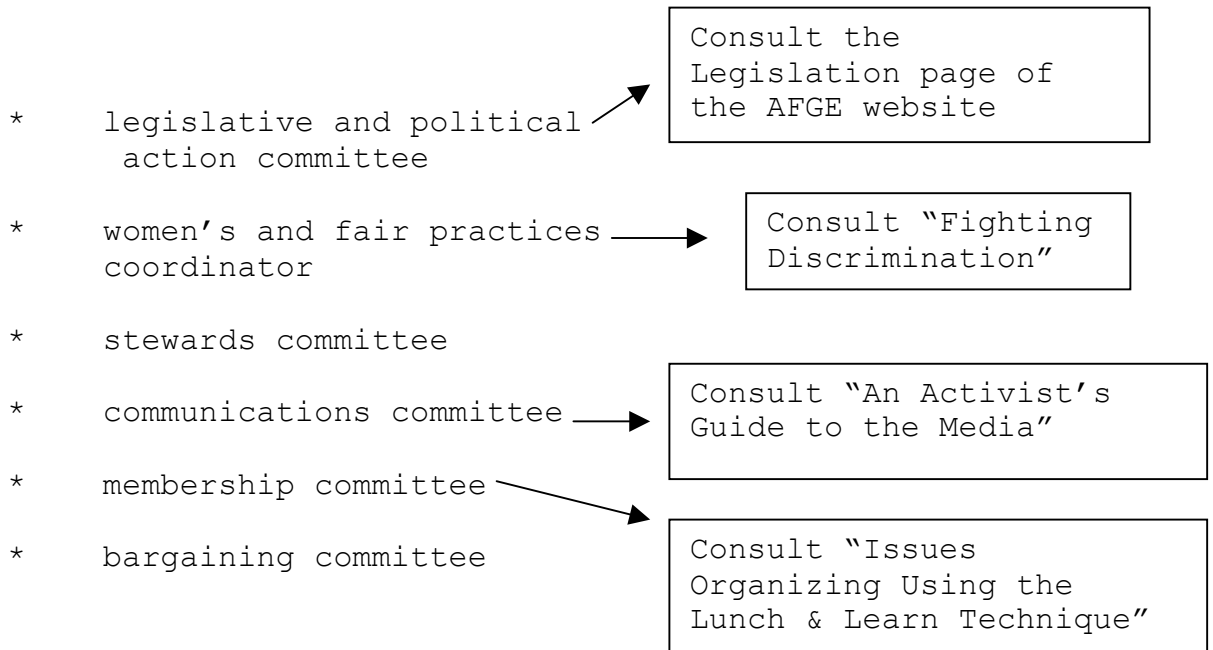 * legislative and political
action committee
Consult the
Legislation page of
the AFGE website
* women’s and fair practices
coordinator
Consult “Fighting
Discrimination”
* stewards committee
* communications committee
Consult “An Activist’s
Guide to the Media”
* membership committee
Consult “Issues
Organizing Using the
Lunch & Learn Technique”
* bargaining committee